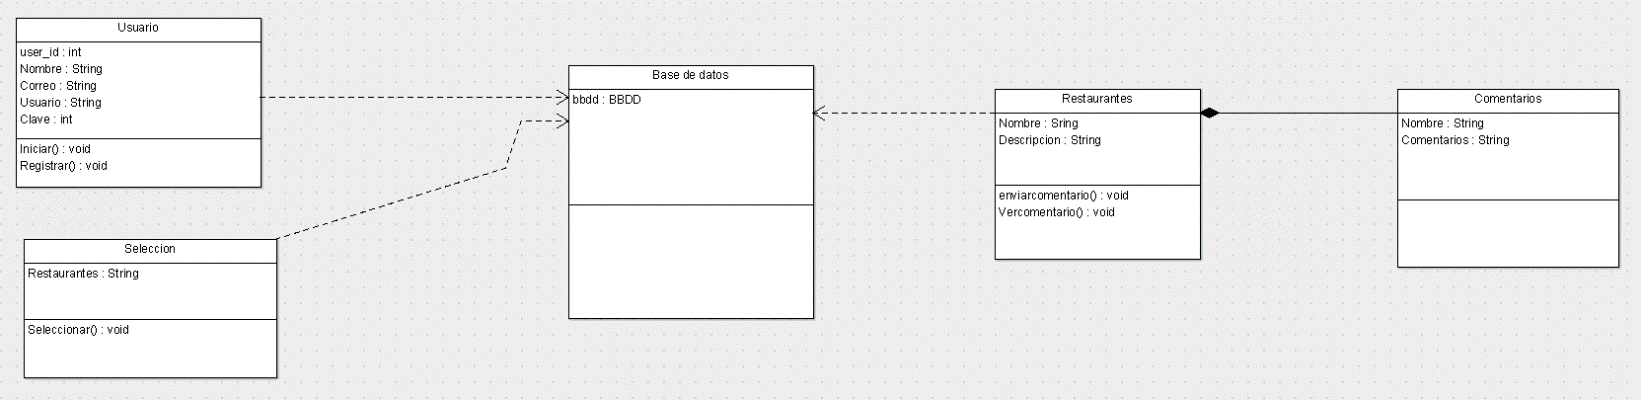 Usuario
user_id : int
Nombre : String
Correo : String
Usuario : String
Clave : int
Iniciar() : void
Registrar() : void
Seleccion
Restaurantes : String
Seleccionar() : void
Base de datos
bbdd : BBDD
Restaurantes
Nombre : Sring
Descripcion : String
enviarcomentario() : void
Vercomentario() : void
Comentarios
Nombre : String
Comentarios : String